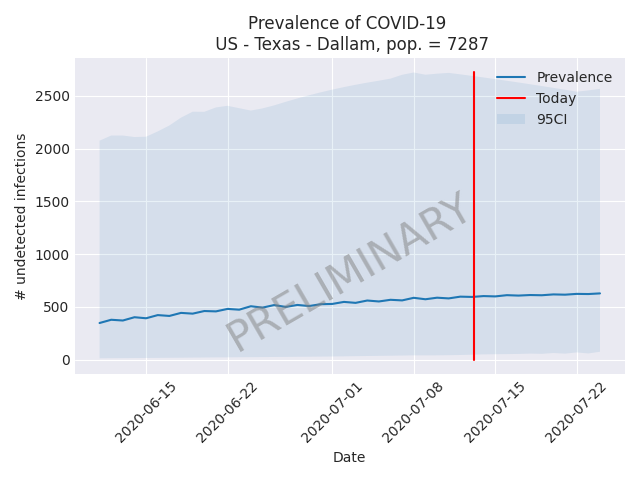 Prevalence of COVID-19
US - Texas - Dallam, pop. = 7287
Prevalence
Today
95CI
# undetected infections
2500
2000
1500
1000
500
0
PRELIMINARY
2020-06-15
2020-06-22
2020-07-01
2020-07-08
2020-07-15
2020-07-22
Date